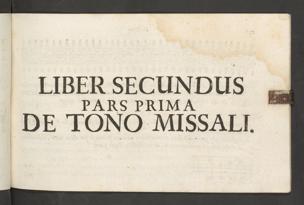 LIBER SECUNDUS
PARS PRIMA
DE TONO MISSALI.